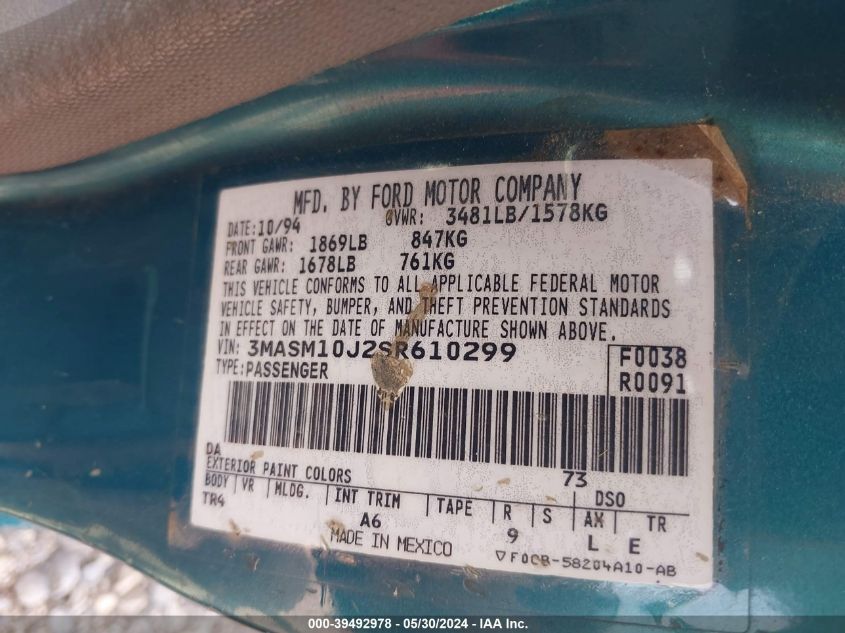 MFD. BY FORD MOTOR COMPANY
DATE: 10/94 GVWR: 3481LB/1578KG
FRONT GAWR: 1869LB 847KG
REAR GAWR: 1678LB 761KG
THIS VEHICLE CONFORMS TO ALL APPLICABLE FEDERAL MOTOR
VEHICLE SAFETY, BUMPER, AND THEFT PREVENTION STANDARDS
IN EFFECT ON THE DATE OF MANUFACTURE SHOWN ABOVE.
VIN: 3MASM10J2SR610299 F0038
TYPE: PASSENGER R0091
DA
EXTERIOR PAINT COLORS 73 DSO
BODY VR MLDG. INT TRIM TAPE R S AX TR
TR4 A6 9 L E
MADE IN MEXICO ▽F0CB-58204A10-AB
000-39492978 - 05/30/2024 - IAA Inc.